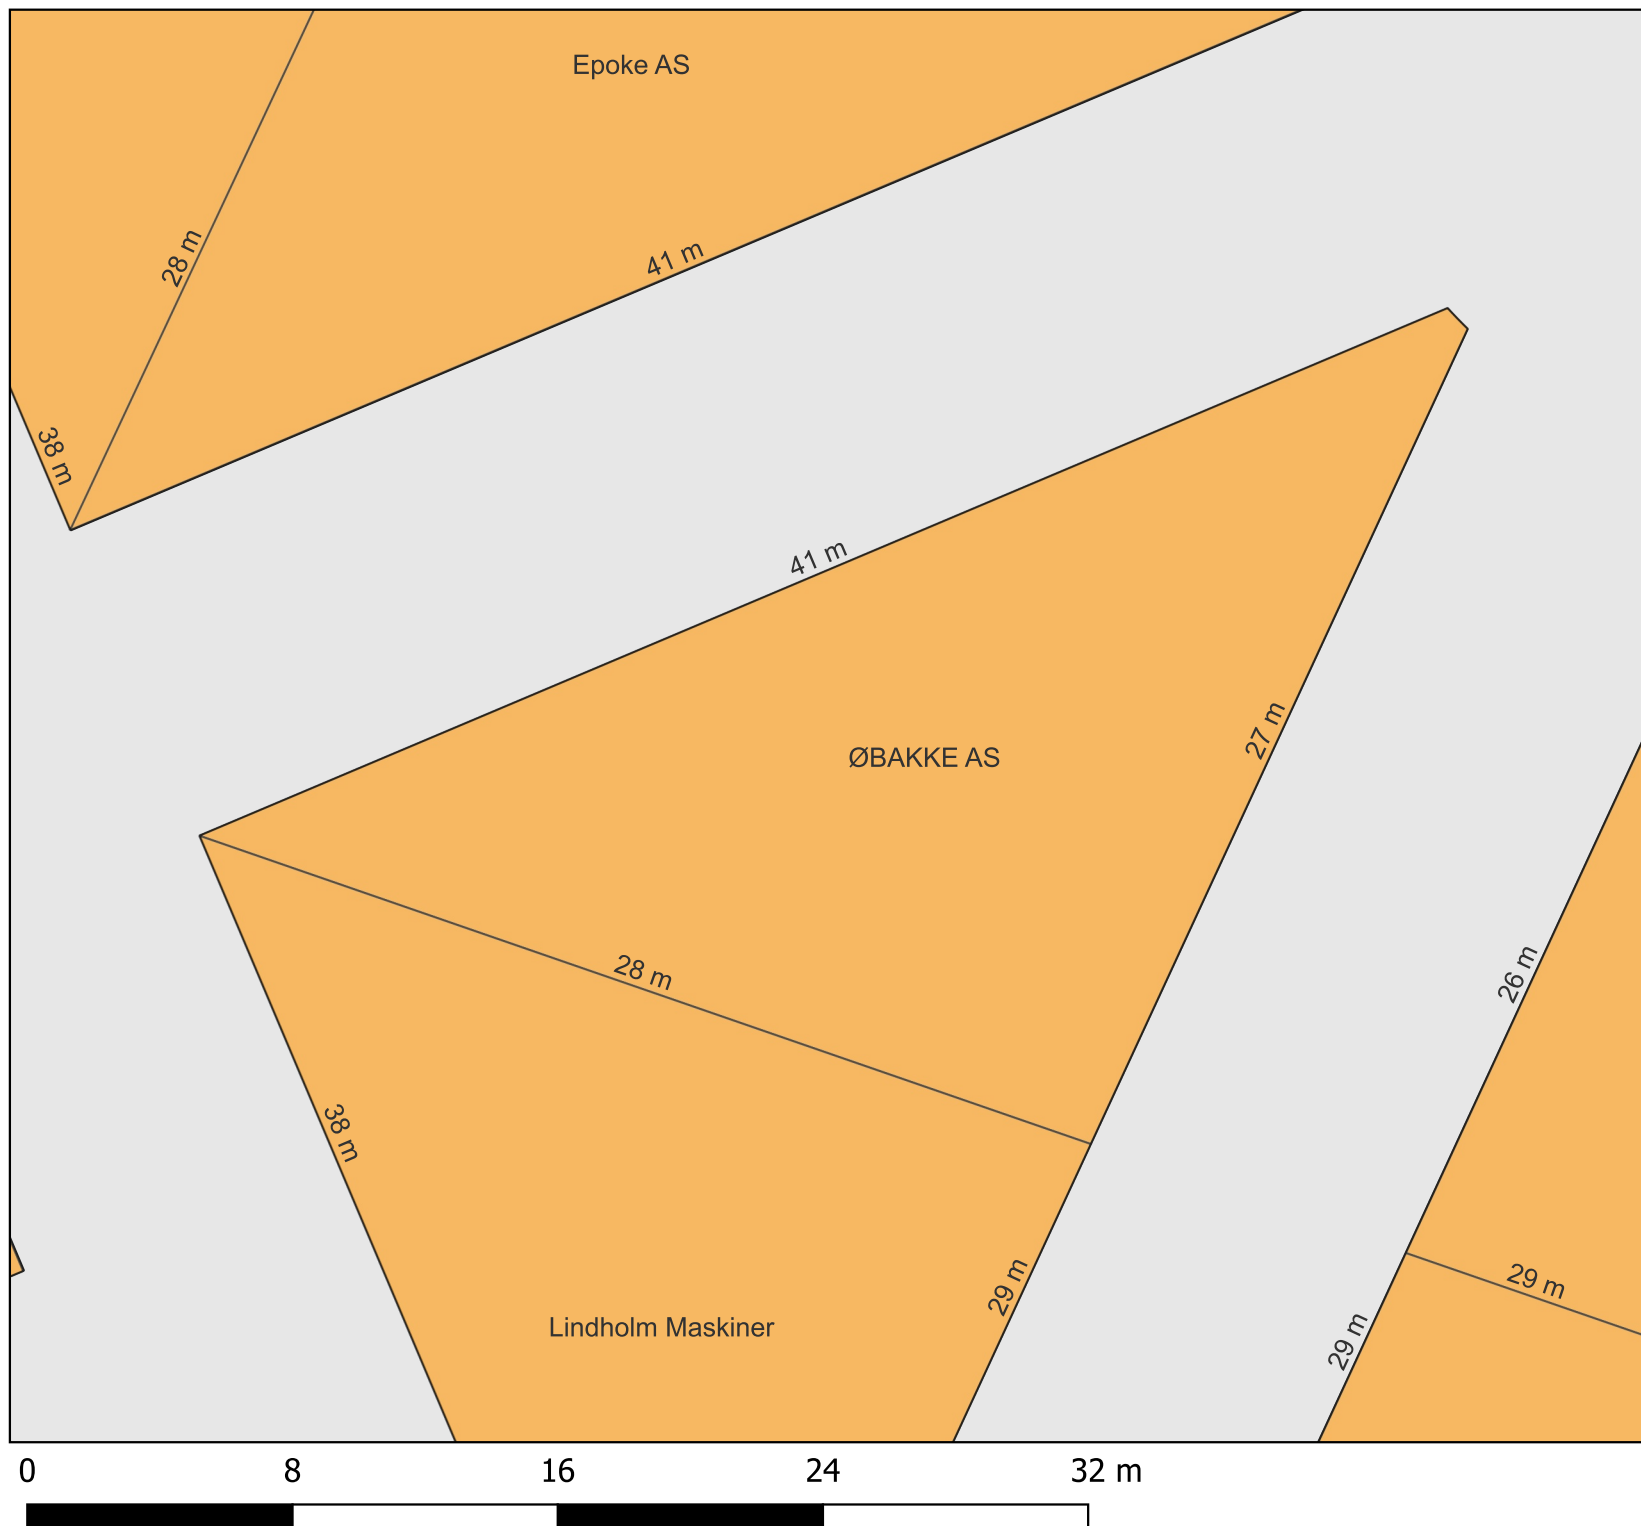 Epoke AS
28 m
41 m
38 m
41 m
27 m
ØBAKKE AS
28 m
26 m
38 m
29 m
29 m
29 m
Lindholm Maskiner
0 8 16 24 32 m